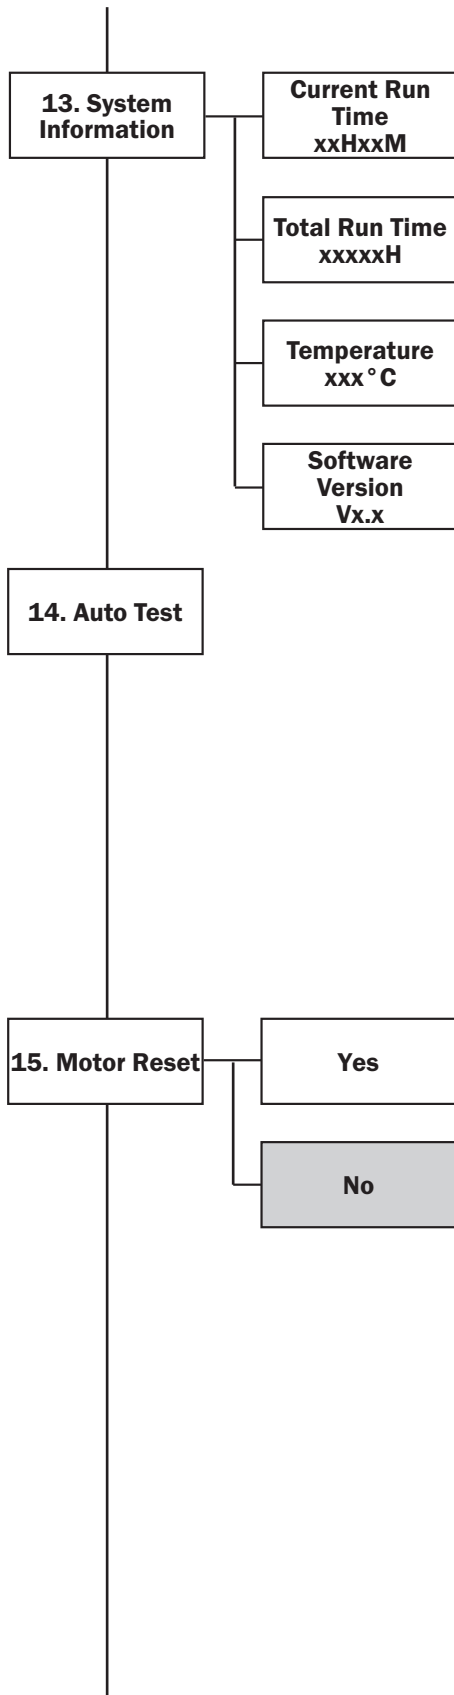 13. System
Information
Current Run
Time
xxHxxM
Total Run Time
xxxxxH
Temperature
xxx°C
Software
Version
Vx.x
14. Auto Test
15. Motor Reset
Yes
No